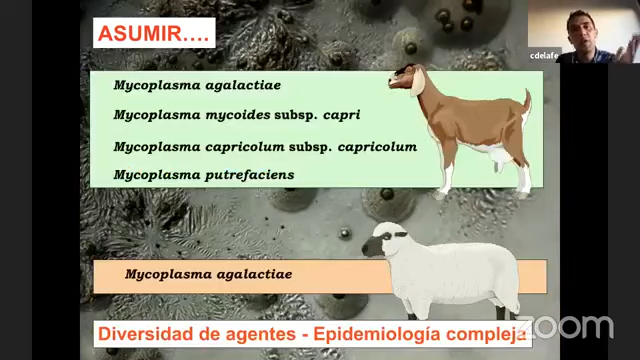 ASUMIR....
cdelafe
Mycoplasma agalactiae
Mycoplasma mycoides subsp. capri
Mycoplasma capricolum subsp. capricolum
Mycoplasma putrefaciens
Mycoplasma agalactiae
Diversidad de agentes - Epidemiología compleja
zoom